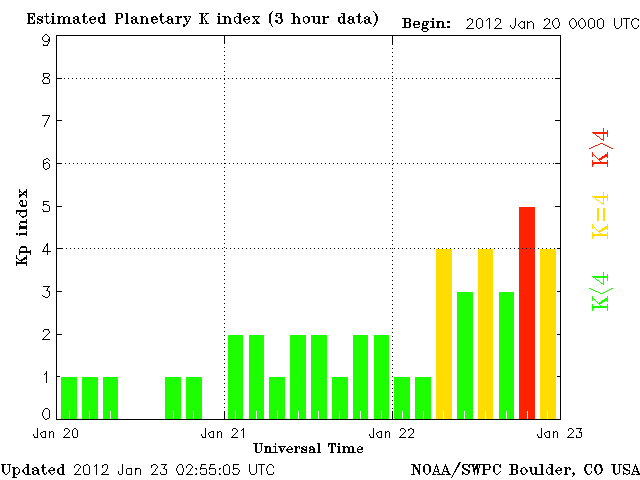 Estimated Planetary K index (3 hour data) Begin: 2012 Jan 20 0000 UTC
9
8
7
6
5
4
3
2
1
0
Kp index
K>4
K=4
K<4
Jan 20 Jan 21 Jan 22 Jan 23
Universal Time
Updated 2012 Jan 23 02:55:05 UTC NOAA/SWPC Boulder, CO USA